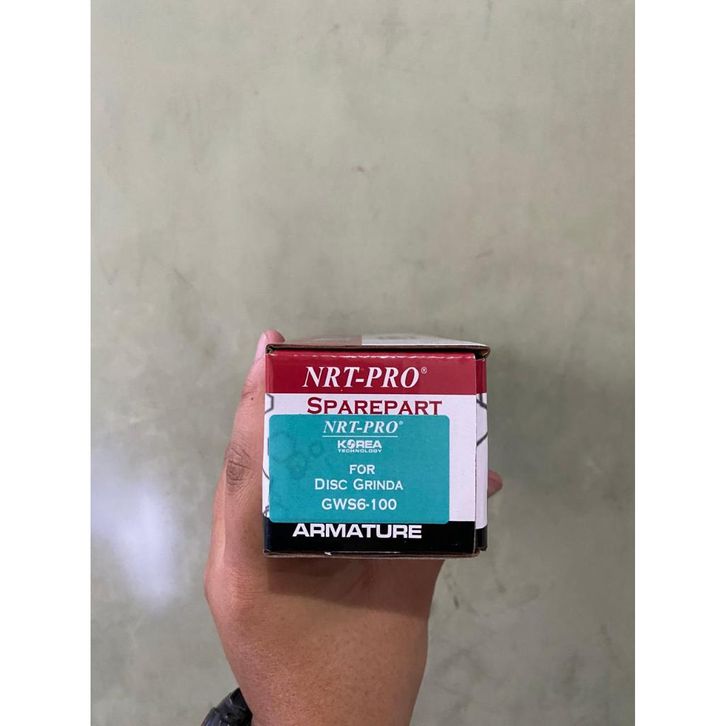 NRT-PRO®
SPAREPART
NRT-PRO®
KOREA
TECHNOLOGY
FOR
DISC GRINDA
GWS6-100
ARMATURE